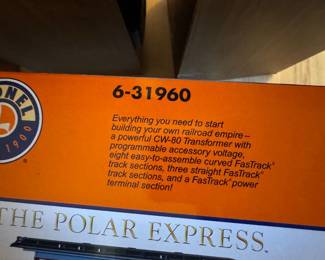 6-31960
Everything you need to start
building your own railroad empire–
a powerful CW-80 Transformer with
programmable accessory voltage,
eight easy-to-assemble curved FasTrack
track sections, three straight FasTrack
track sections, and a FasTrack power
terminal section!
ONEL
L
1900
THE POLAR EXPRESS